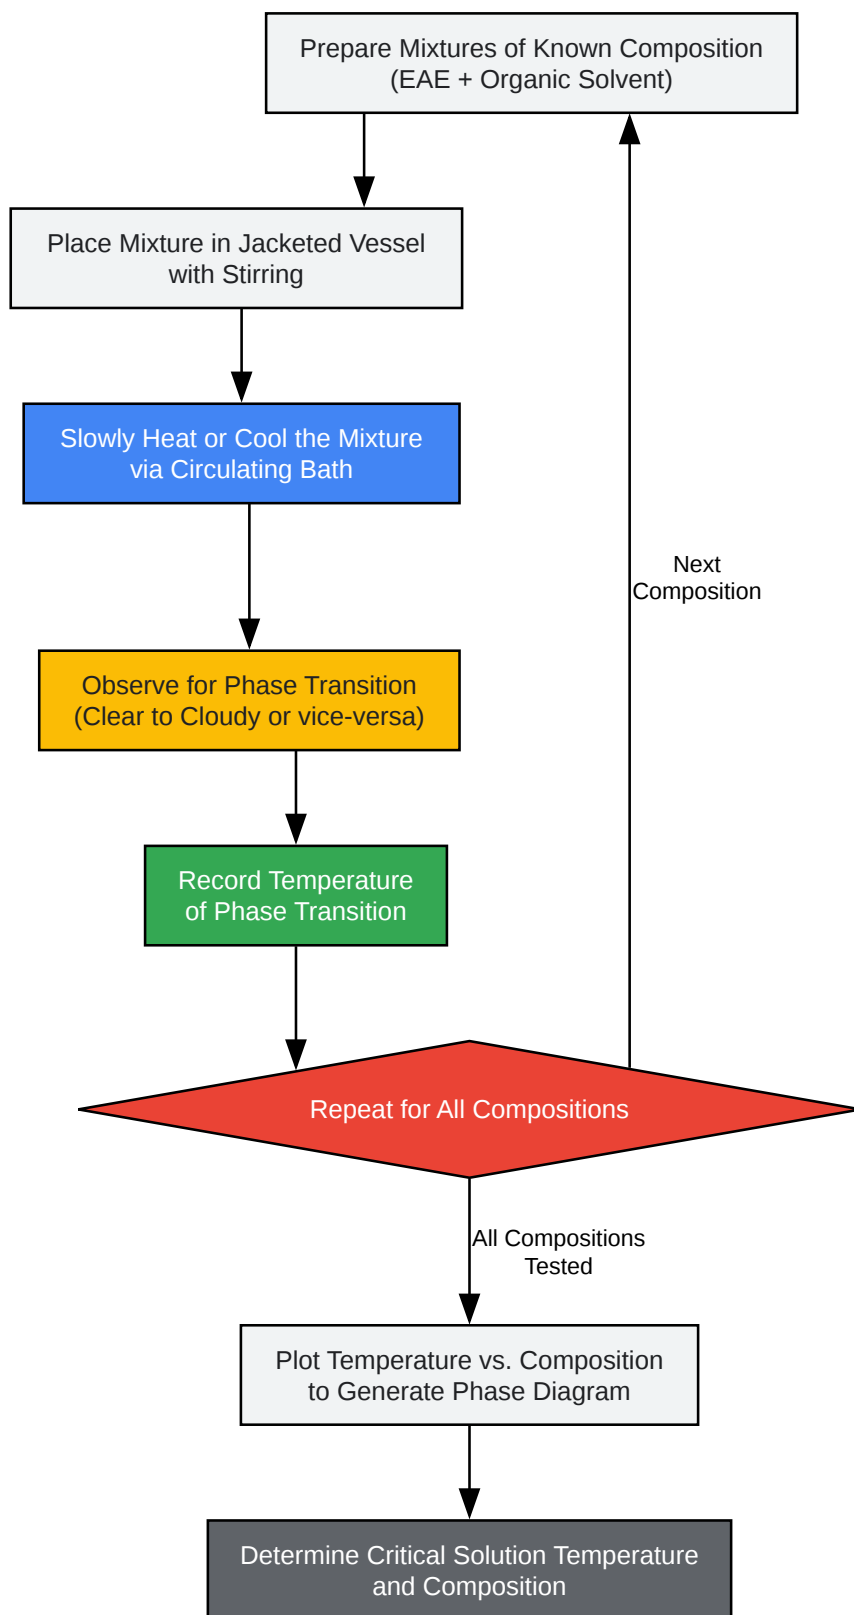 Prepare Mixtures of Known Composition
(EAE + Organic Solvent)
Place Mixture in Jacketed Vessel
with Stirring
Slowly Heat or Cool the Mixture
via Circulating Bath
Next
Composition
Observe for Phase Transition
(Clear to Cloudy or vice-versa)
Record Temperature
of Phase Transition
Repeat for All Compositions
All Compositions
Tested
Plot Temperature vs. Composition
to Generate Phase Diagram
Determine Critical Solution Temperature
and Composition